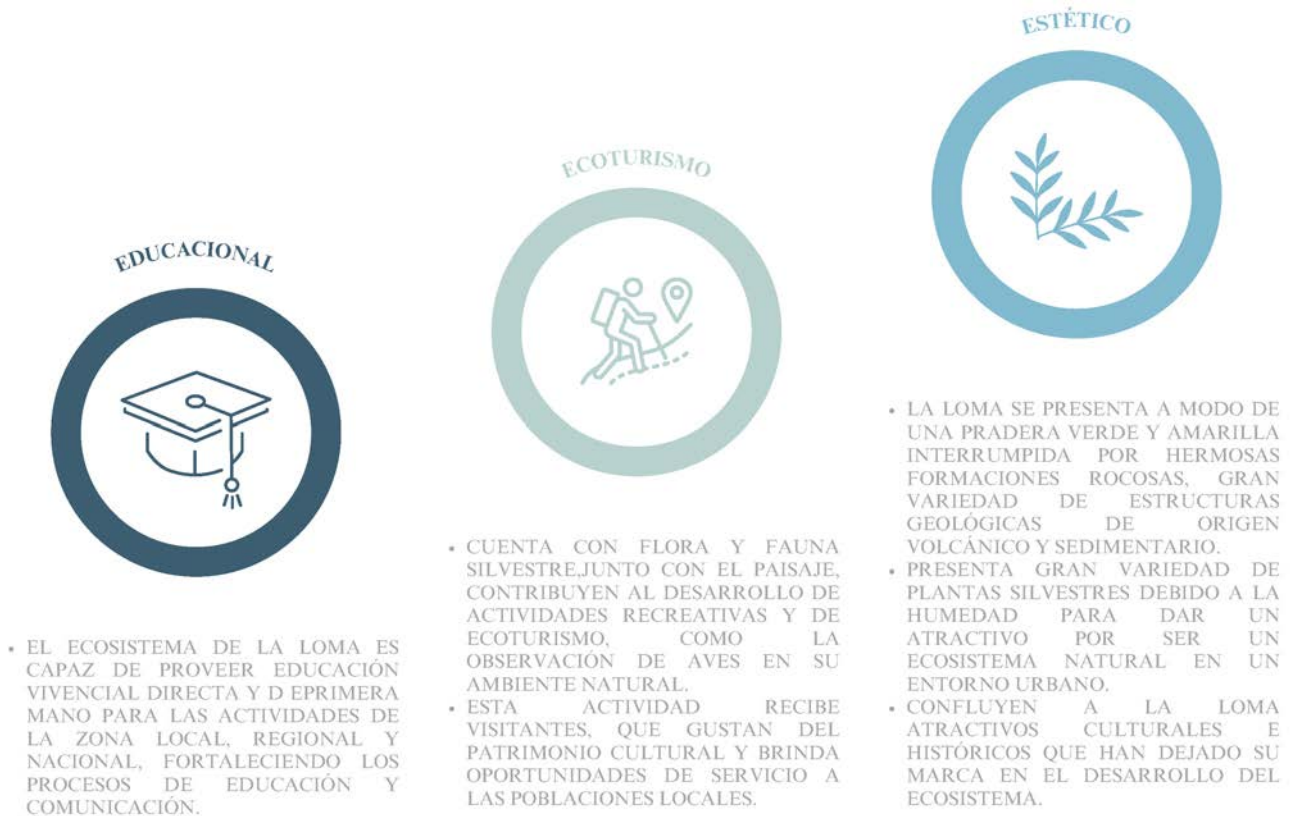 EDUCACIONAL
• EL ECOSISTEMA DE LA LOMA ES
CAPAZ DE PROVEER EDUCACIÓN
VIVENCIAL DIRECTA Y D EPRIMERA
MANO PARA LAS ACTIVIDADES DE
LA ZONA LOCAL, REGIONAL Y
NACIONAL, FORTALECIENDO LOS
PROCESOS DE EDUCACIÓN Y
COMUNICACIÓN.
ECOTURISMO
• CUENTA CON FLORA Y FAUNA
SILVESTRE,JUNTO CON EL PAISAJE,
CONTRIBUYEN AL DESARROLLO DE
ACTIVIDADES RECREATIVAS Y DE
ECOTURISMO, COMO LA
OBSERVACIÓN DE AVES EN SU
AMBIENTE NATURAL.
• ESTA ACTIVIDAD RECIBE
VISITANTES, QUE GUSTAN DEL
PATRIMONIO CULTURAL Y BRINDA
OPORTUNIDADES DE SERVICIO A
LAS POBLACIONES LOCALES.
ESTÉTICO
• LA LOMA SE PRESENTA A MODO DE
UNA PRADERA VERDE Y AMARILLA
INTERRUMPIDA POR HERMOSAS
FORMACIONES ROCOSAS, GRAN
VARIEDAD DE ESTRUCTURAS
GEOLÓGICAS DE ORIGEN
VOLCÁNICO Y SEDIMENTARIO.
• PRESENTA GRAN VARIEDAD DE
PLANTAS SILVESTRES DEBIDO A LA
HUMEDAD PARA DAR UN
ATRACTIVO POR SER UN
ECOSISTEMA NATURAL EN UN
ENTORNO URBANO.
• CONFLUYEN A LA LOMA
ATRACTIVOS CULTURALES E
HISTÓRICOS QUE HAN DEJADO SU
MARCA EN EL DESARROLLO DEL
ECOSISTEMA.